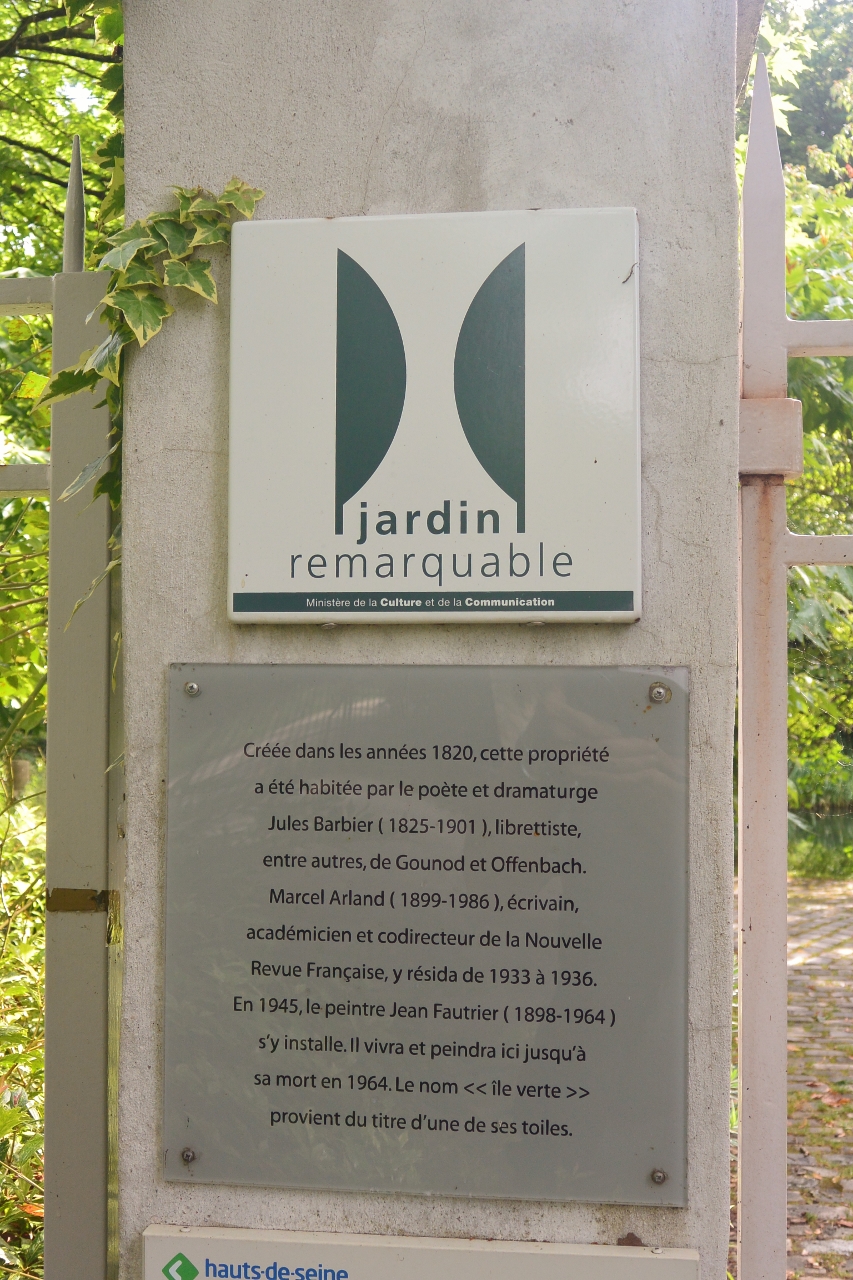 jardin
remarquable
Ministère de la Culture et de la Communication
Créée dans les années 1820, cette propriété
a été habitée par le poète et dramaturge
Jules Barbier ( 1825-1901 ), librettiste,
entre autres, de Gounod et Offenbach.
Marcel Arland ( 1899-1986 ), écrivain,
académicien et codirecteur de la Nouvelle
Revue Française, y résida de 1933 à 1936.
En 1945, le peintre Jean Fautrier ( 1898-1964 )
s'y installe. Il vivra et peindra ici jusqu'à
sa mort en 1964. Le nom << île verte >>
provient du titre d'une de ses toiles.
hauts-de-seine